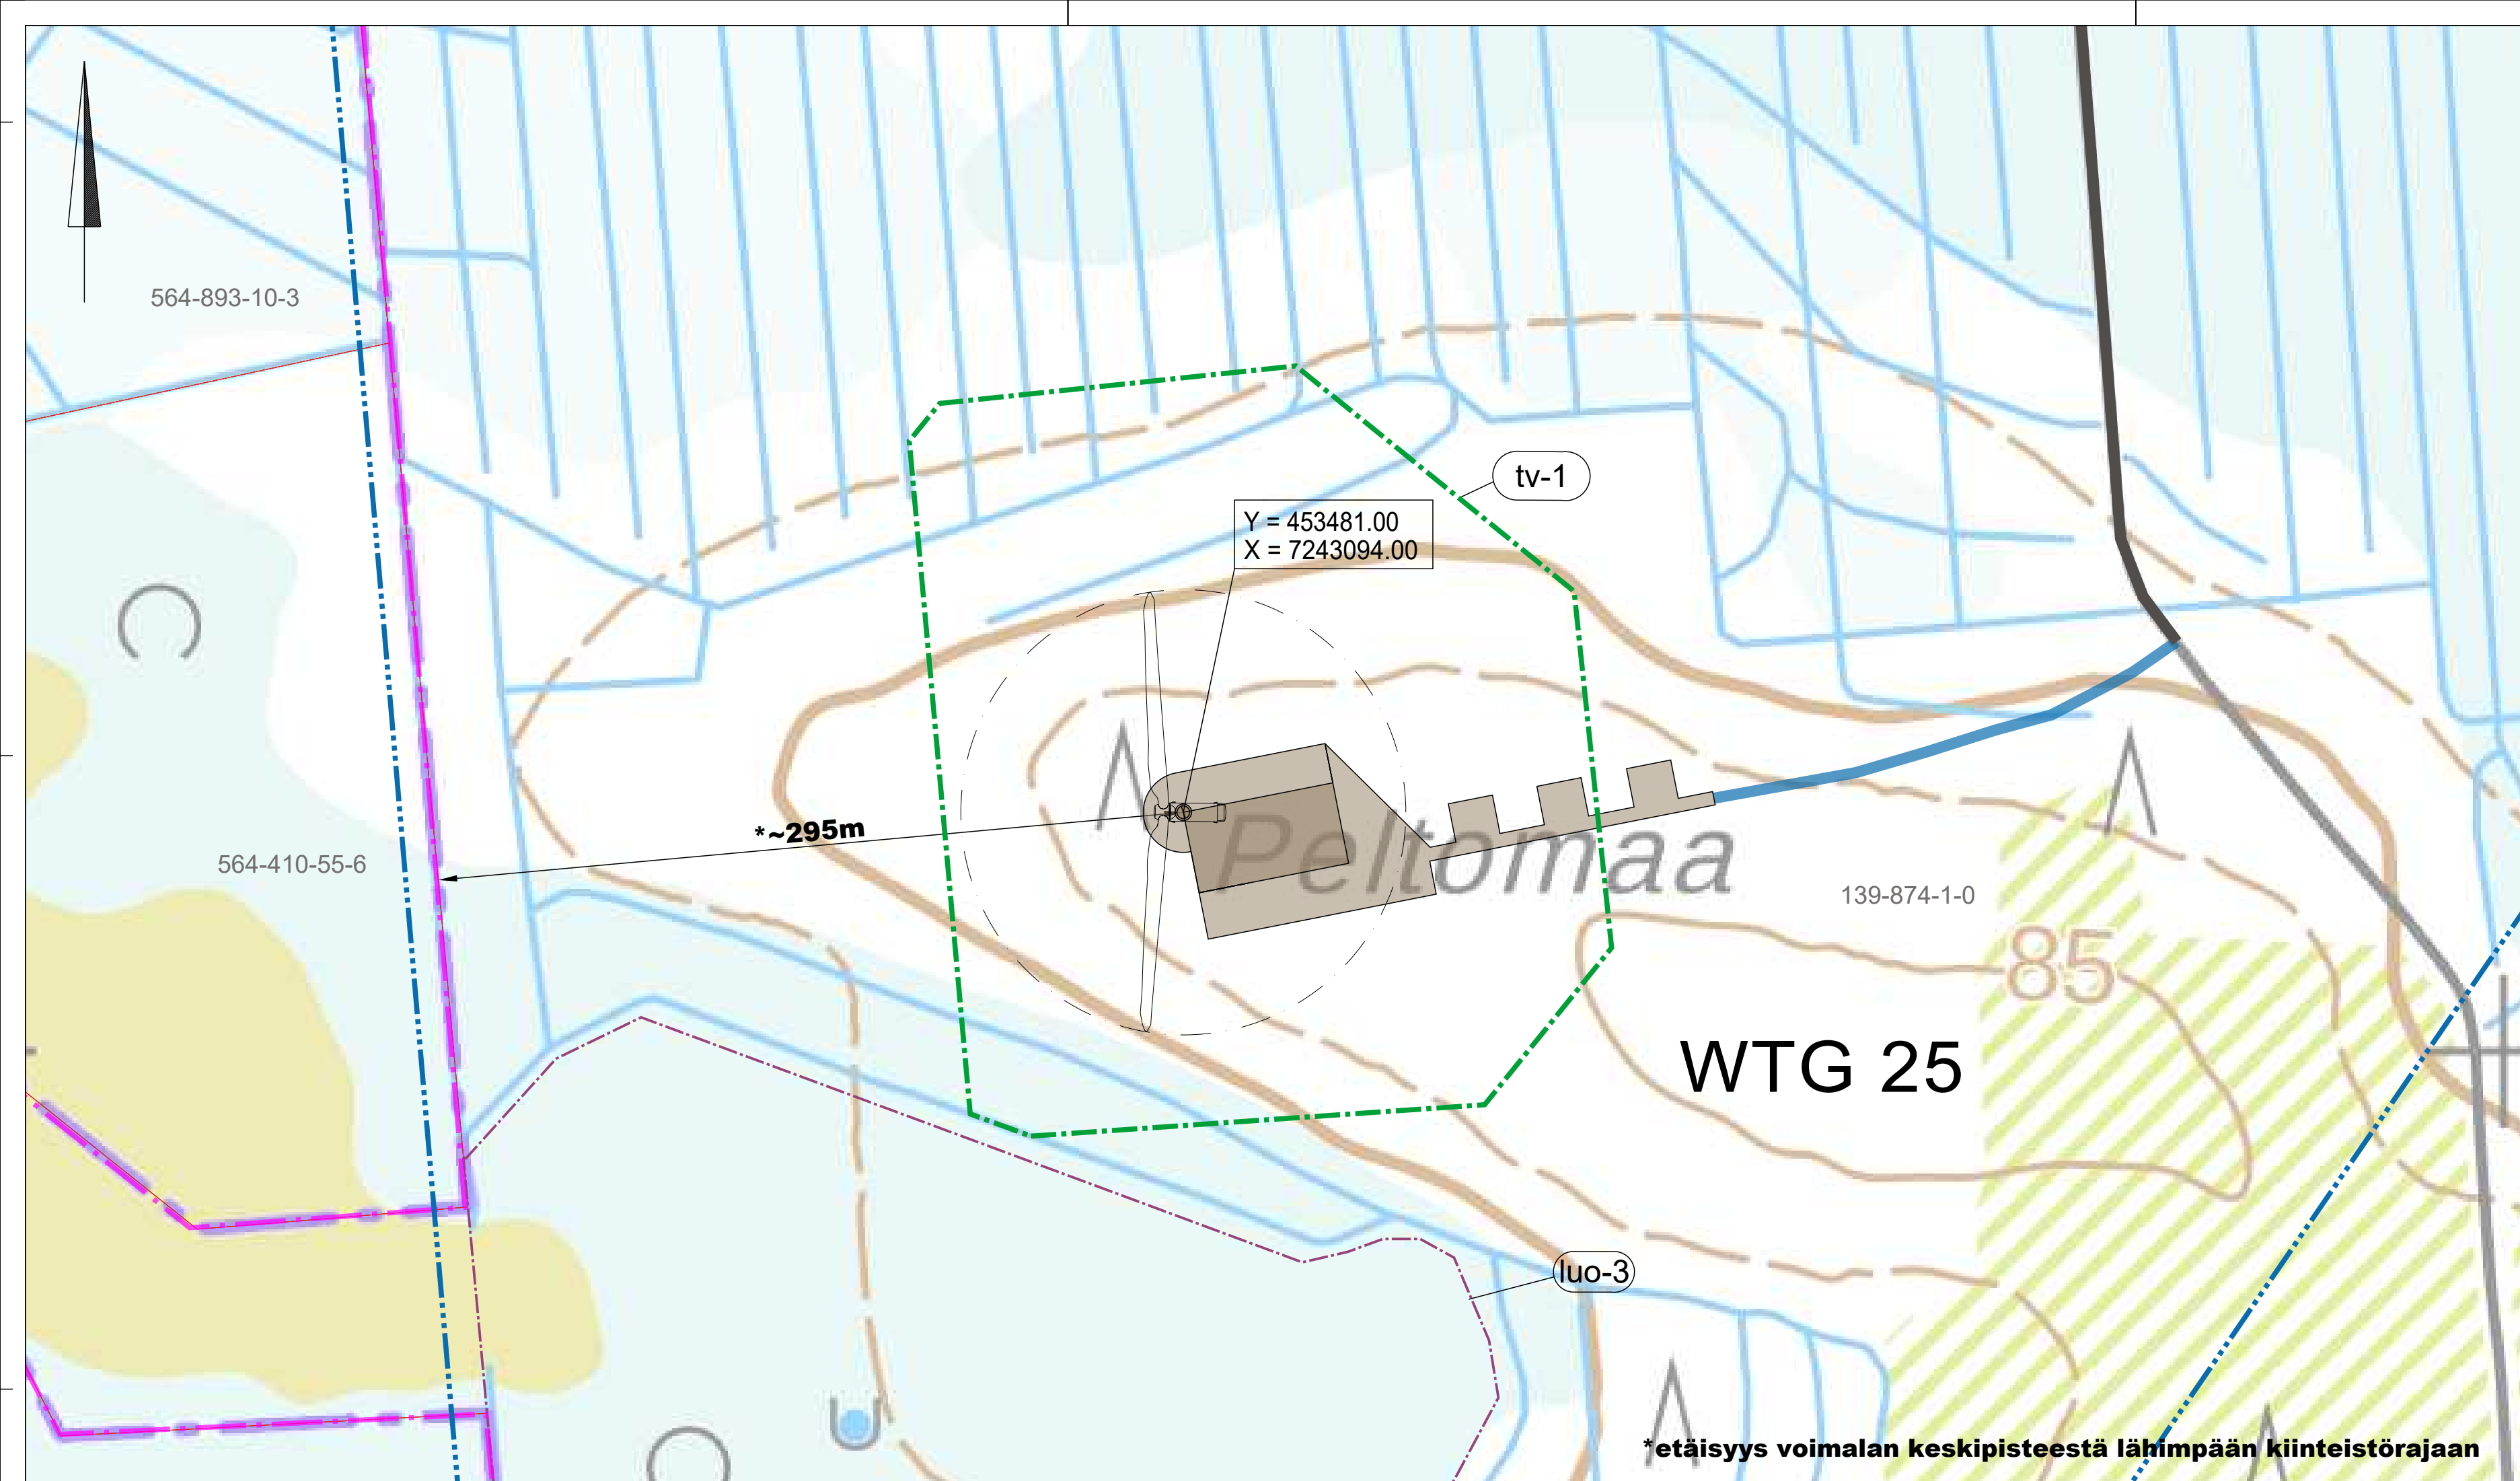 564-893-10-3
tv-1
Y = 453481.00
X = 7243094.00
*~295m
564-410-55-6
Peltomaa
139-874-1-0
85
WTG 25
luo-3
*etäisyys voimalan keskipisteestä lähimpään kiinteistörajaan